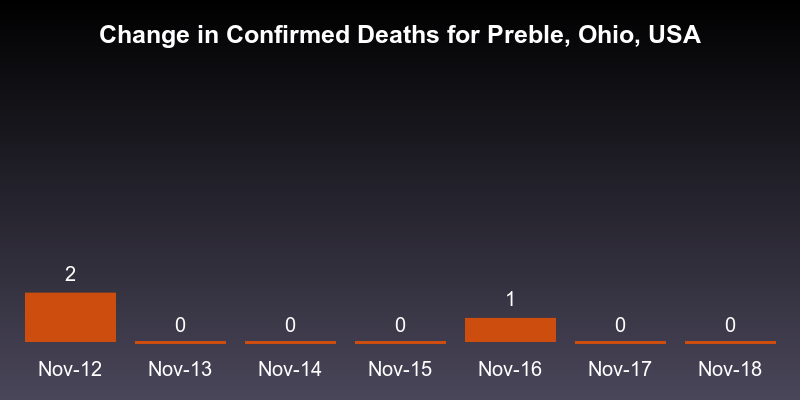 Change in Confirmed Deaths for Preble, Ohio, USA
2
0
0
0
1
0
0
Nov-12
Nov-13
Nov-14
Nov-15
Nov-16
Nov-17
Nov-18